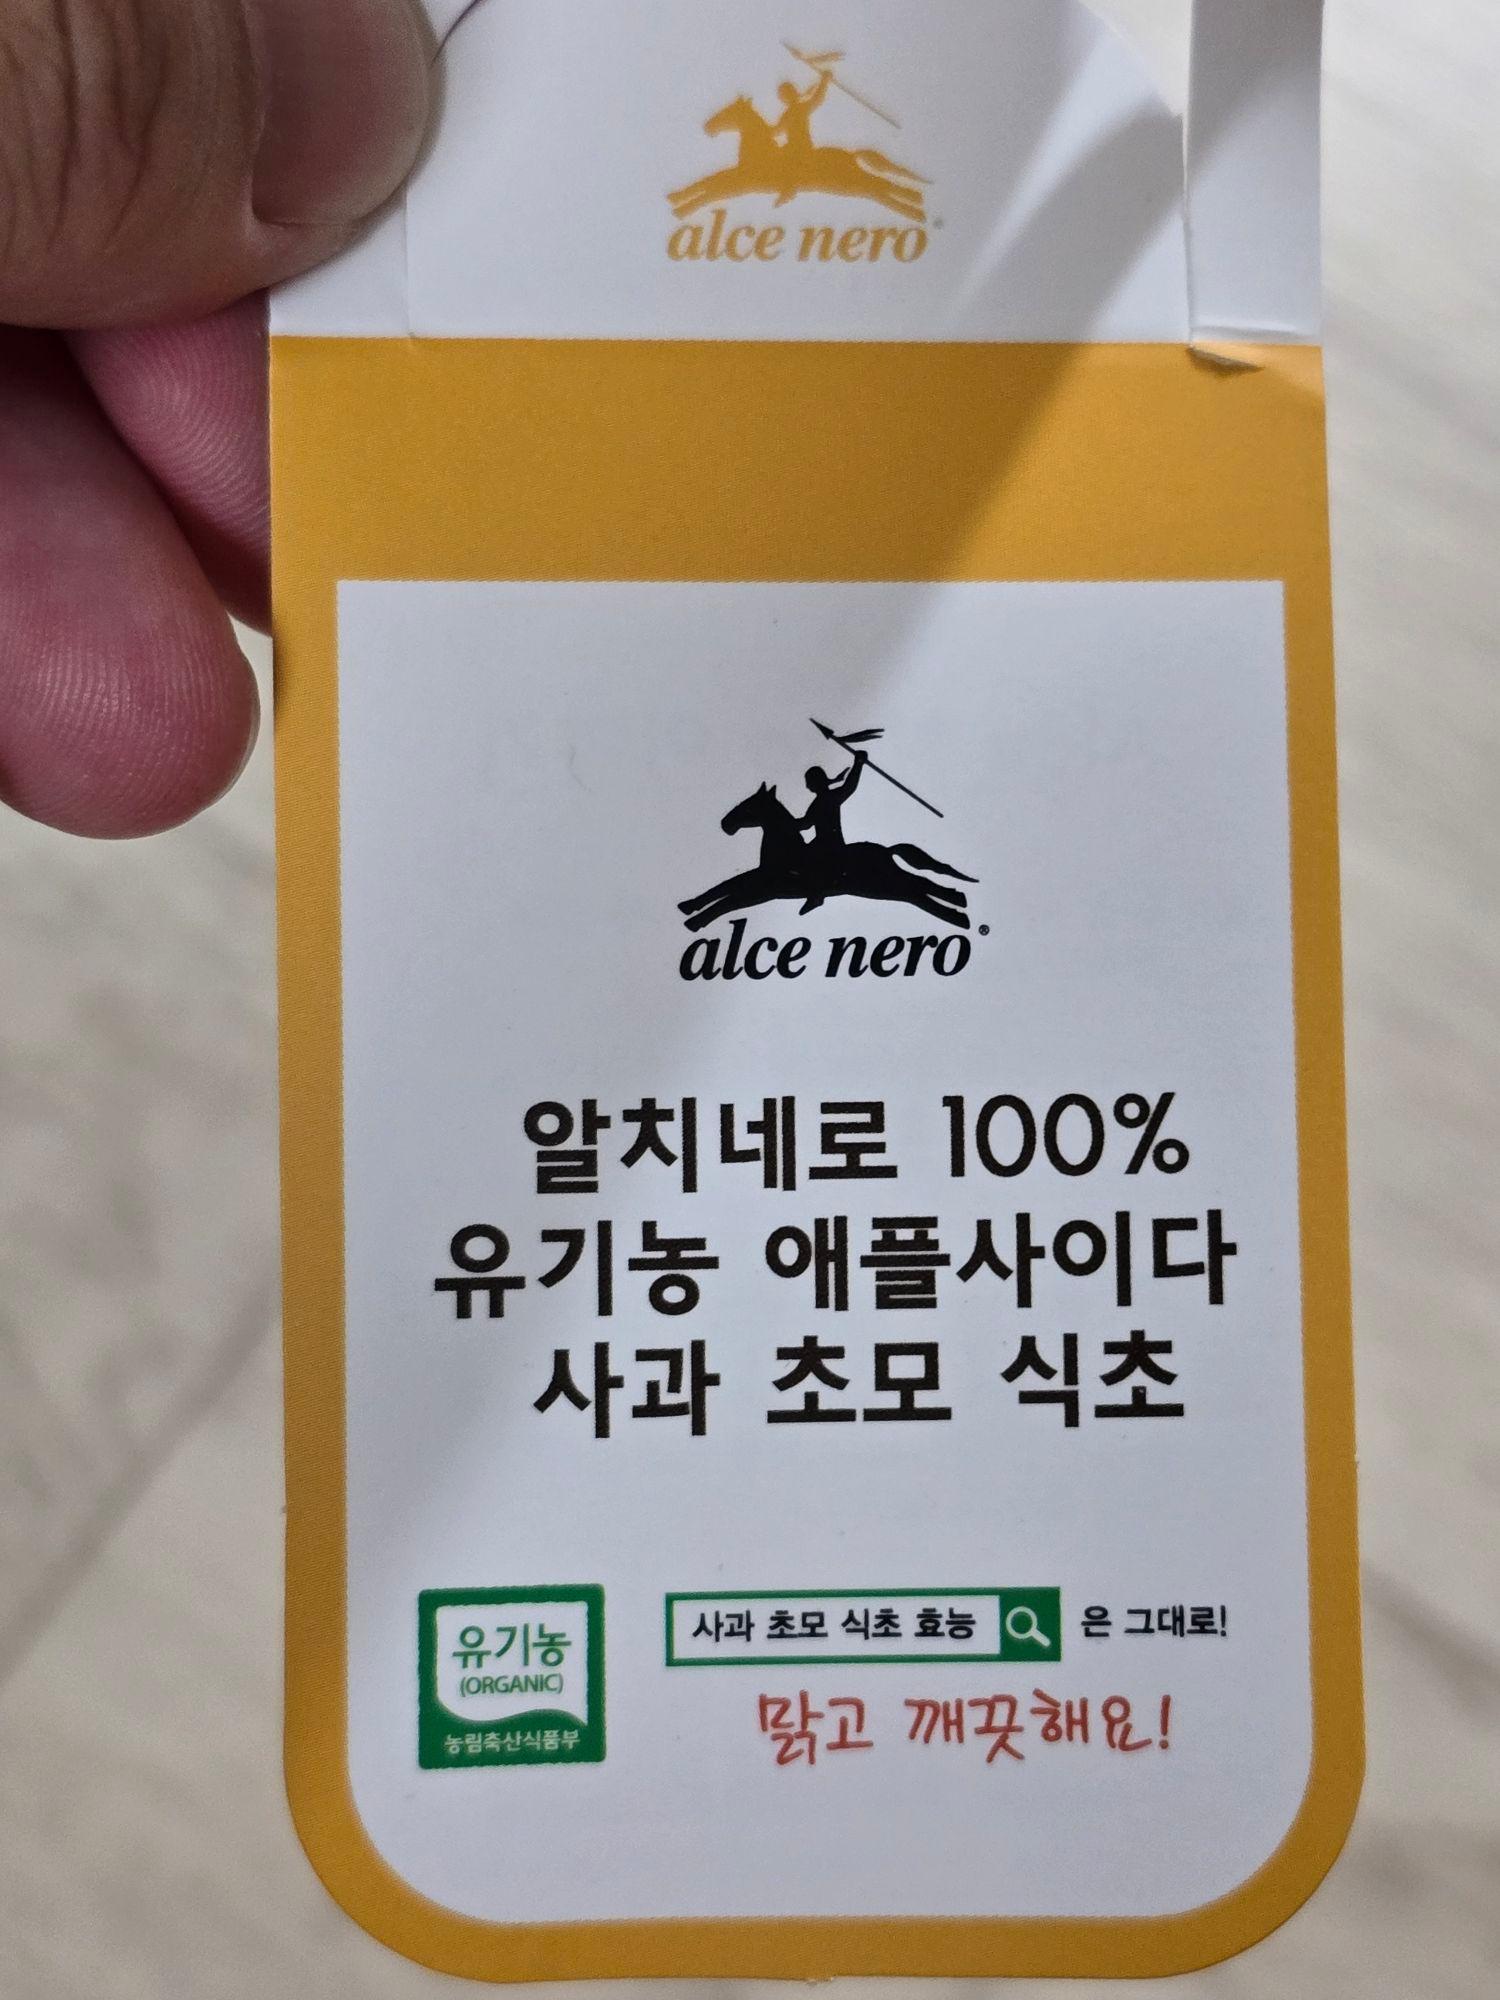 alce nero
alce nero®
알치네로 100%
유기농 애플사이다
사과 초모 식초
유기농
(ORGANIC)
농림축산식품부
사과 초모 식초 효능 은 그대로!
맑고 깨끗해요!